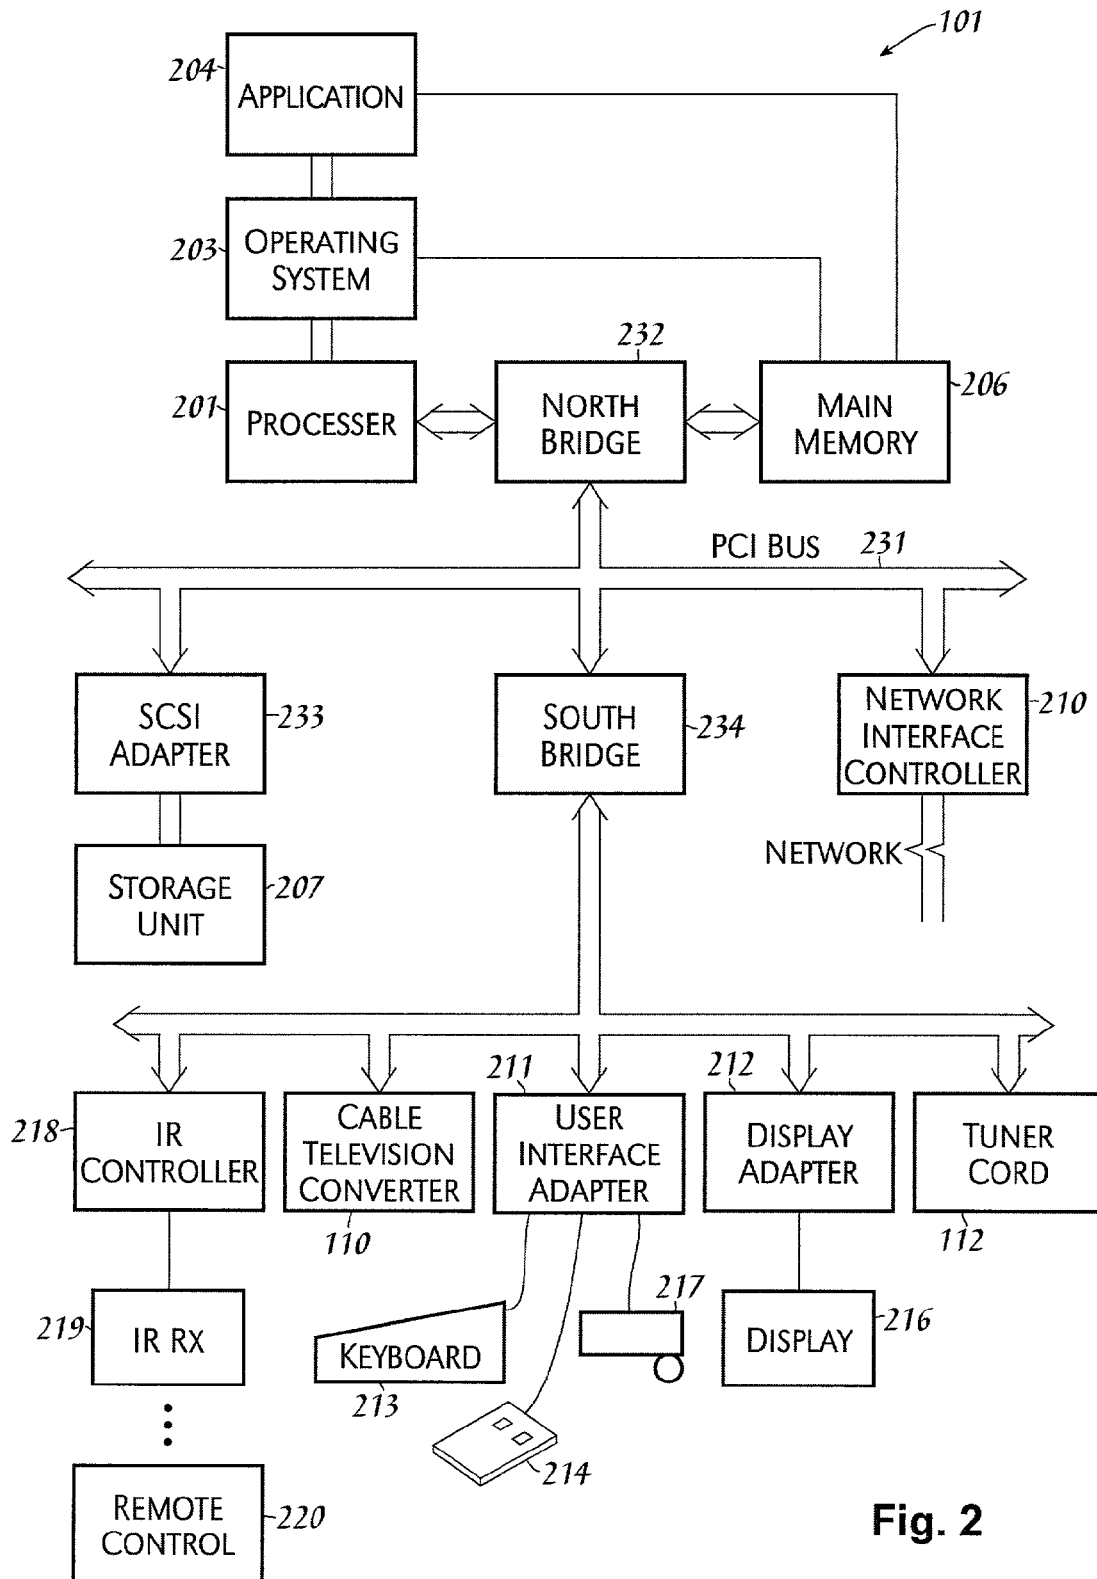 101
204
APPLICATION
203
OPERATING
SYSTEM
232
206
201
PROCESSER
NORTH
BRIDGE
MAIN
MEMORY
PCI BUS
231
SCSI
ADAPTER
233
SOUTH
BRIDGE
234
NETWORK
INTERFACE
CONTROLLER
210
NETWORK
STORAGE
UNIT
207
211
212
218
IR
CONTROLLER
CABLE
TELEVISION
CONVERTER
110
USER
INTERFACE
ADAPTER
DISPLAY
ADAPTER
TUNER
CORD
112
219
IR RX
KEYBOARD
213
217
DISPLAY
216
214
REMOTE
CONTROL
220
Fig. 2